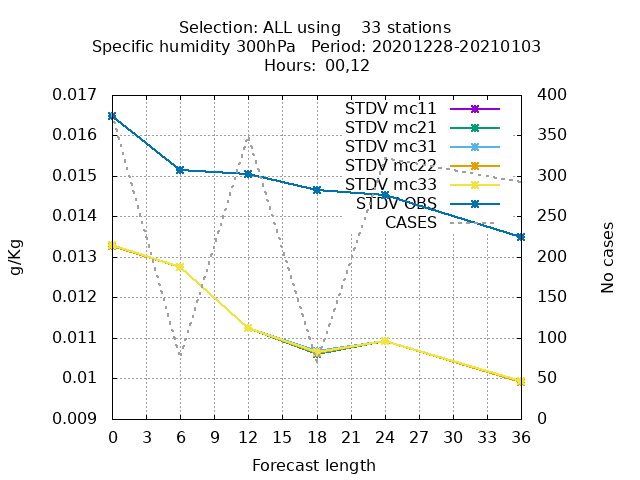 Selection: ALL using 33 stations
Specific humidity 300hPa Period: 20201228-20210103
Hours: 00,12
0.017
0.016
0.015
0.014
0.013
0.012
0.011
0.01
0.009
400
350
300
250
200
150
100
50
0
STDV mc11
STDV mc21
STDV mc31
STDV mc22
STDV mc33
STDV OBS
CASES
g/Kg
No cases
0 3 6 9 12 15 18 21 24 27 30 33 36
Forecast length